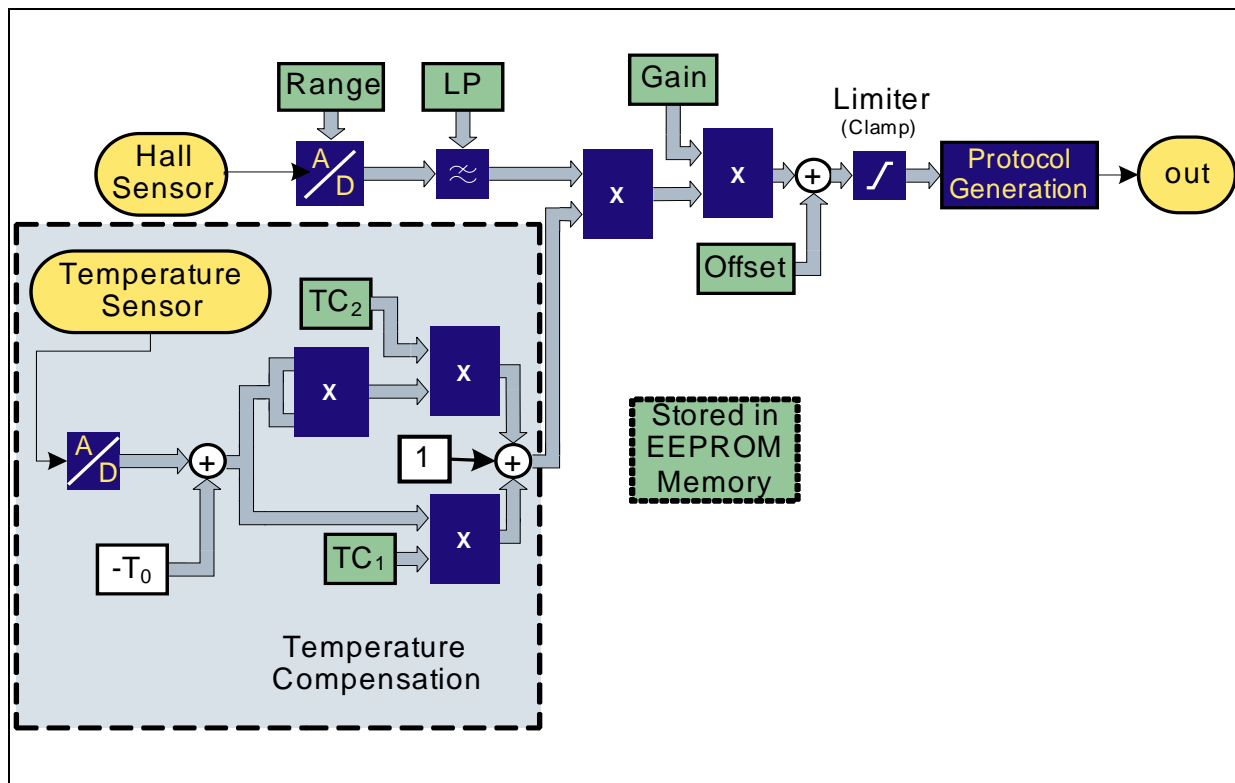 Range
LP
Gain
Limiter
(Clamp)
Hall
Sensor
A
D
≈
x
x
+
Protocol
Generation
out
Offset
Temperature
Sensor
TC₂
x
x
Stored in
EEPROM
Memory
A
D
+
1
+
-T₀
TC₁
x
Temperature
Compensation